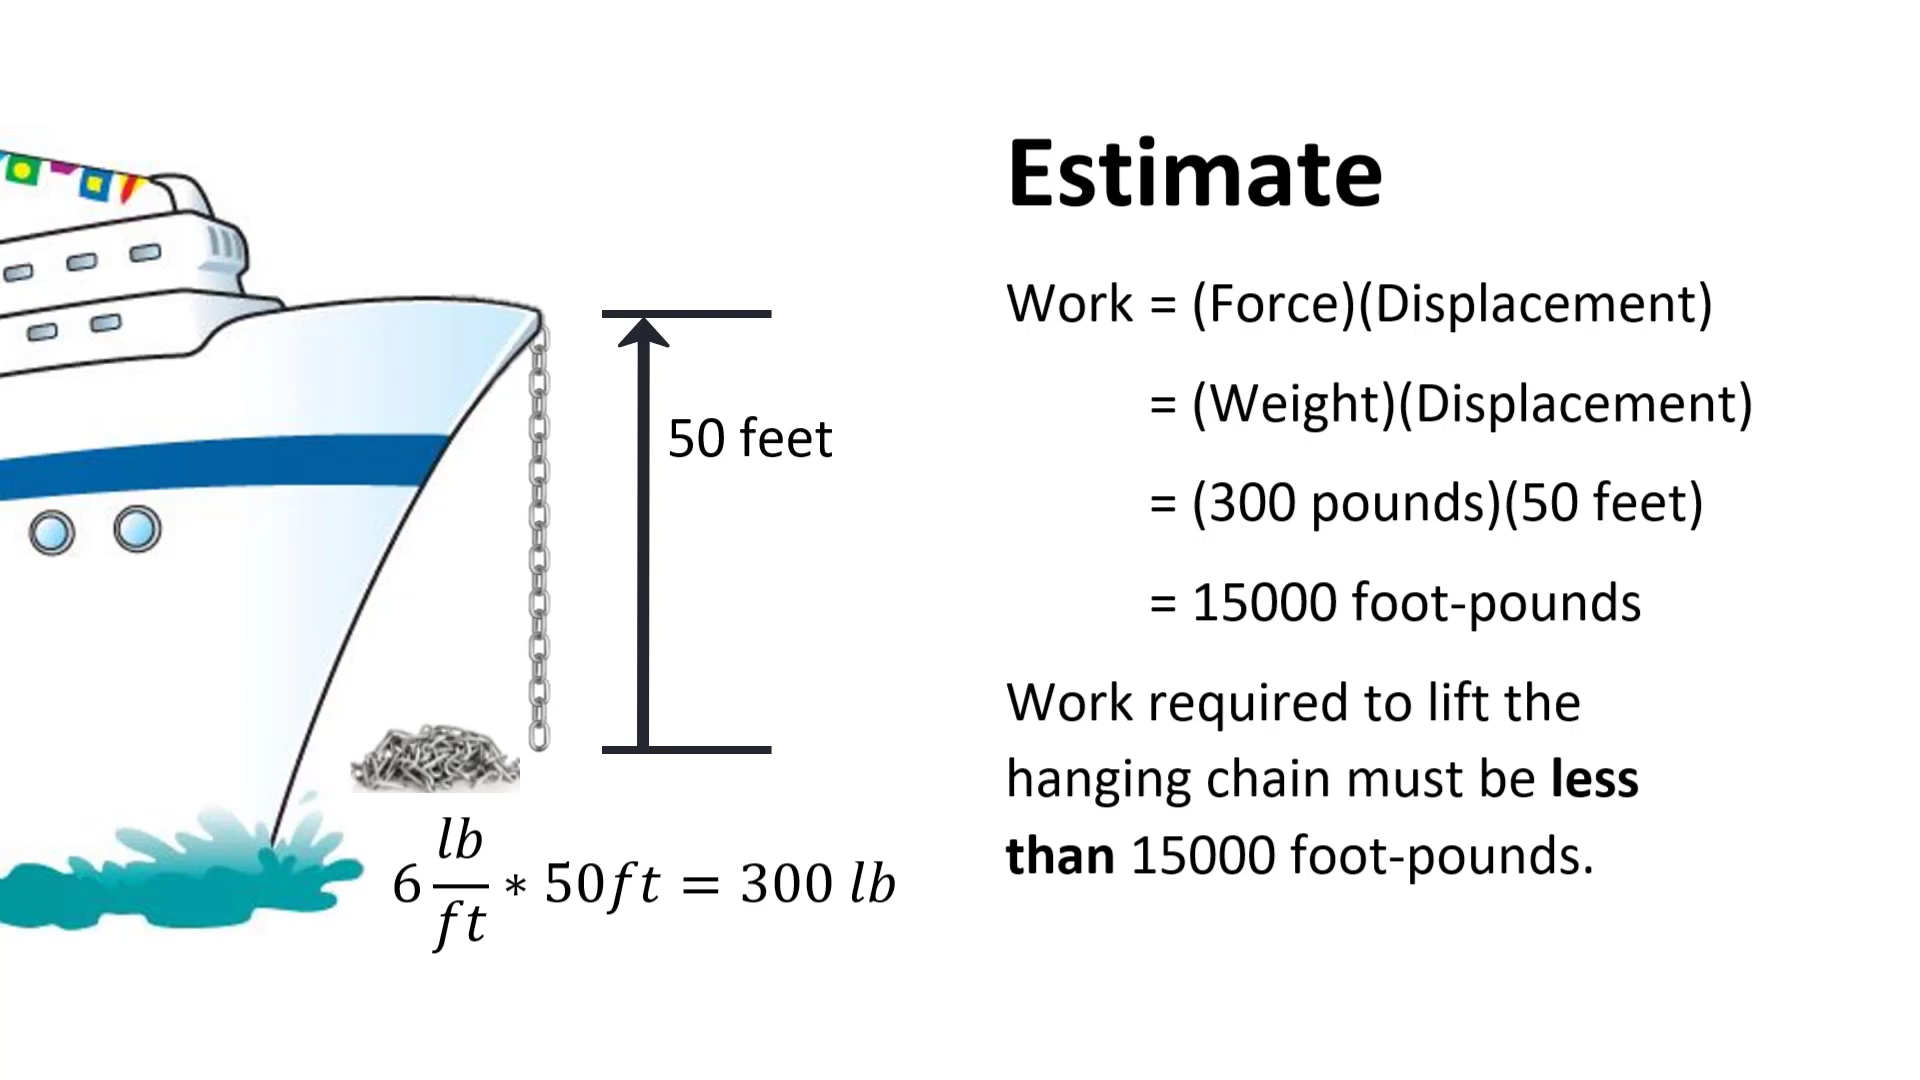 Estimate
Work = (Force)(Displacement)
= (Weight)(Displacement)
= (300 pounds)(50 feet)
= 15000 foot-pounds
Work required to lift the
hanging chain must be less
than 15000 foot-pounds.
50 feet
6 lb/ft * 50ft = 300 lb